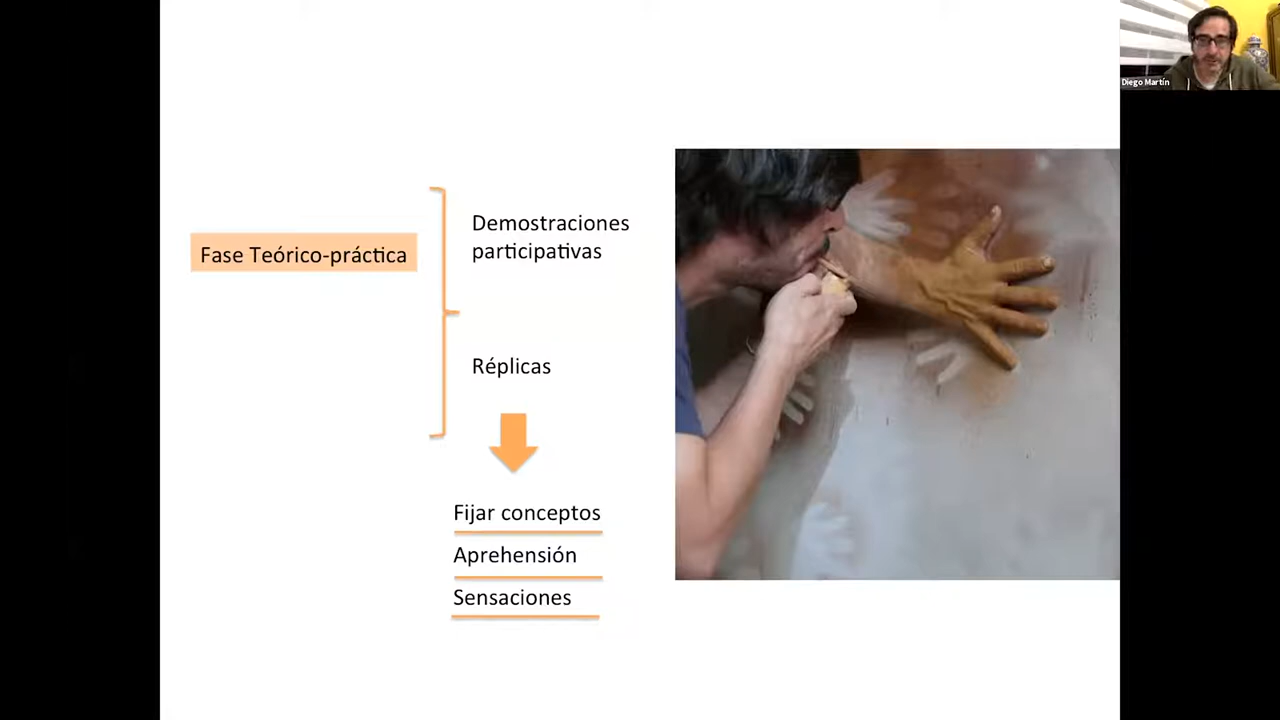 Diego Martín
Fase Teórico-práctica
Demostraciones
participativas
Réplicas
Fijar conceptos
Aprehensión
Sensaciones